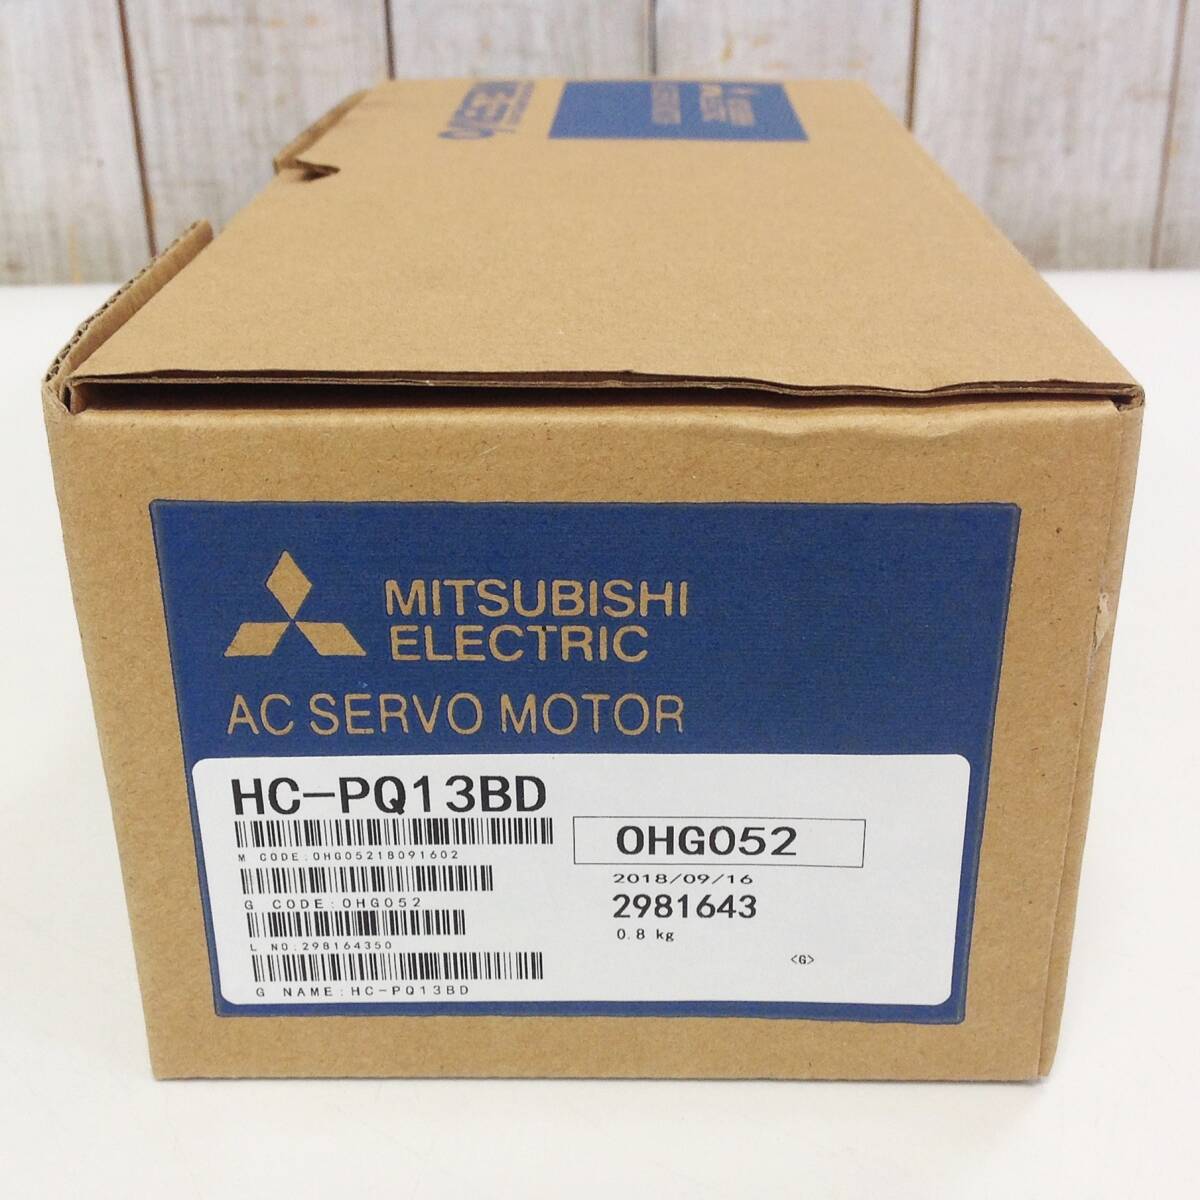 MITSUBISHI
ELECTRIC
AC SERVO MOTOR
HC-PQ13BD
M CODE:0HG05218091602
G CODE:0HG052
L NO:298164350
G NAME:HC-PQ13BD
0HG052
2018/09/16
2981643
0.8 kg
<G>